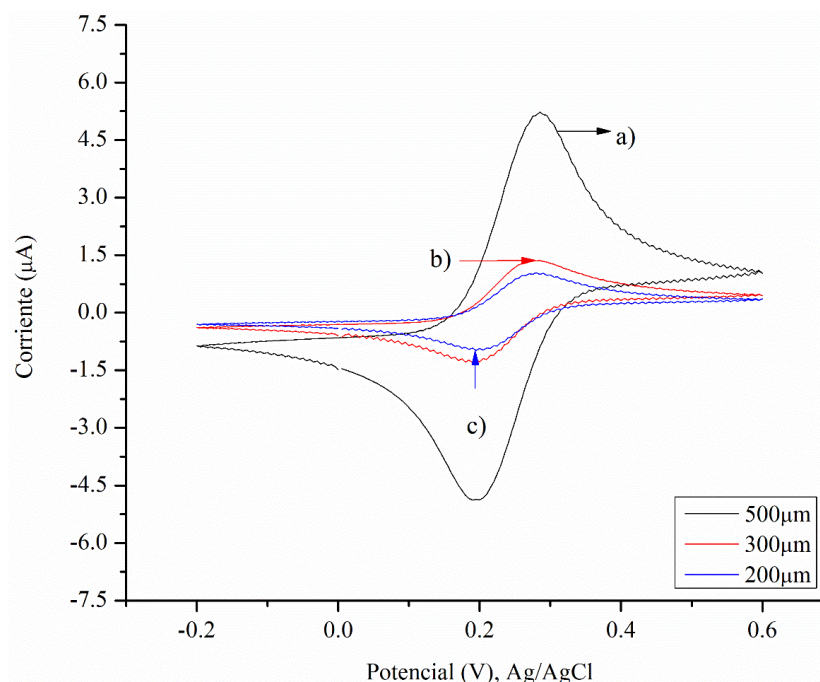 7.5
6.0
4.5
3.0
1.5
0.0
-1.5
-3.0
-4.5
-6.0
-7.5
Corriente (μA)
a)
b)
c)
500μm
300μm
200μm
-0.2
0.0
0.2
0.4
0.6
Potencial (V), Ag/AgCl